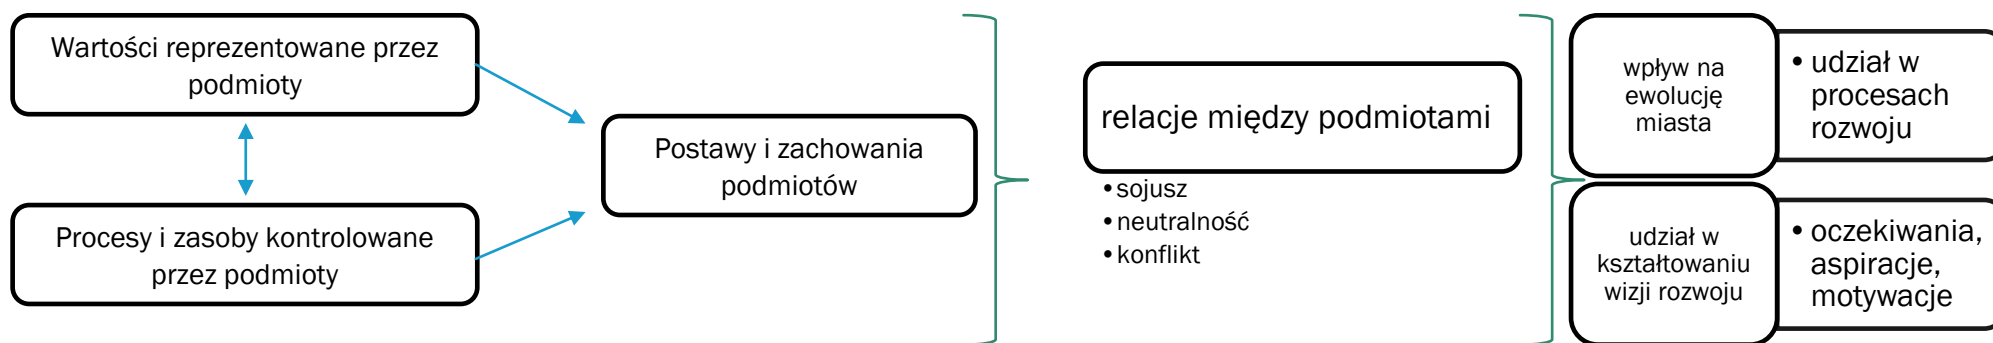 Wartości reprezentowane przez
podmioty
Procesy i zasoby kontrolowane
przez podmioty
Postawy i zachowania
podmiotów
relacje między podmiotami
• sojusz
• neutralność
• konflikt
wpływ na
ewolucję
miasta
• udział w
procesach
rozwoju
udział w
kształtowaniu
wizji rozwoju
• oczekiwania,
aspiracje,
motywacje